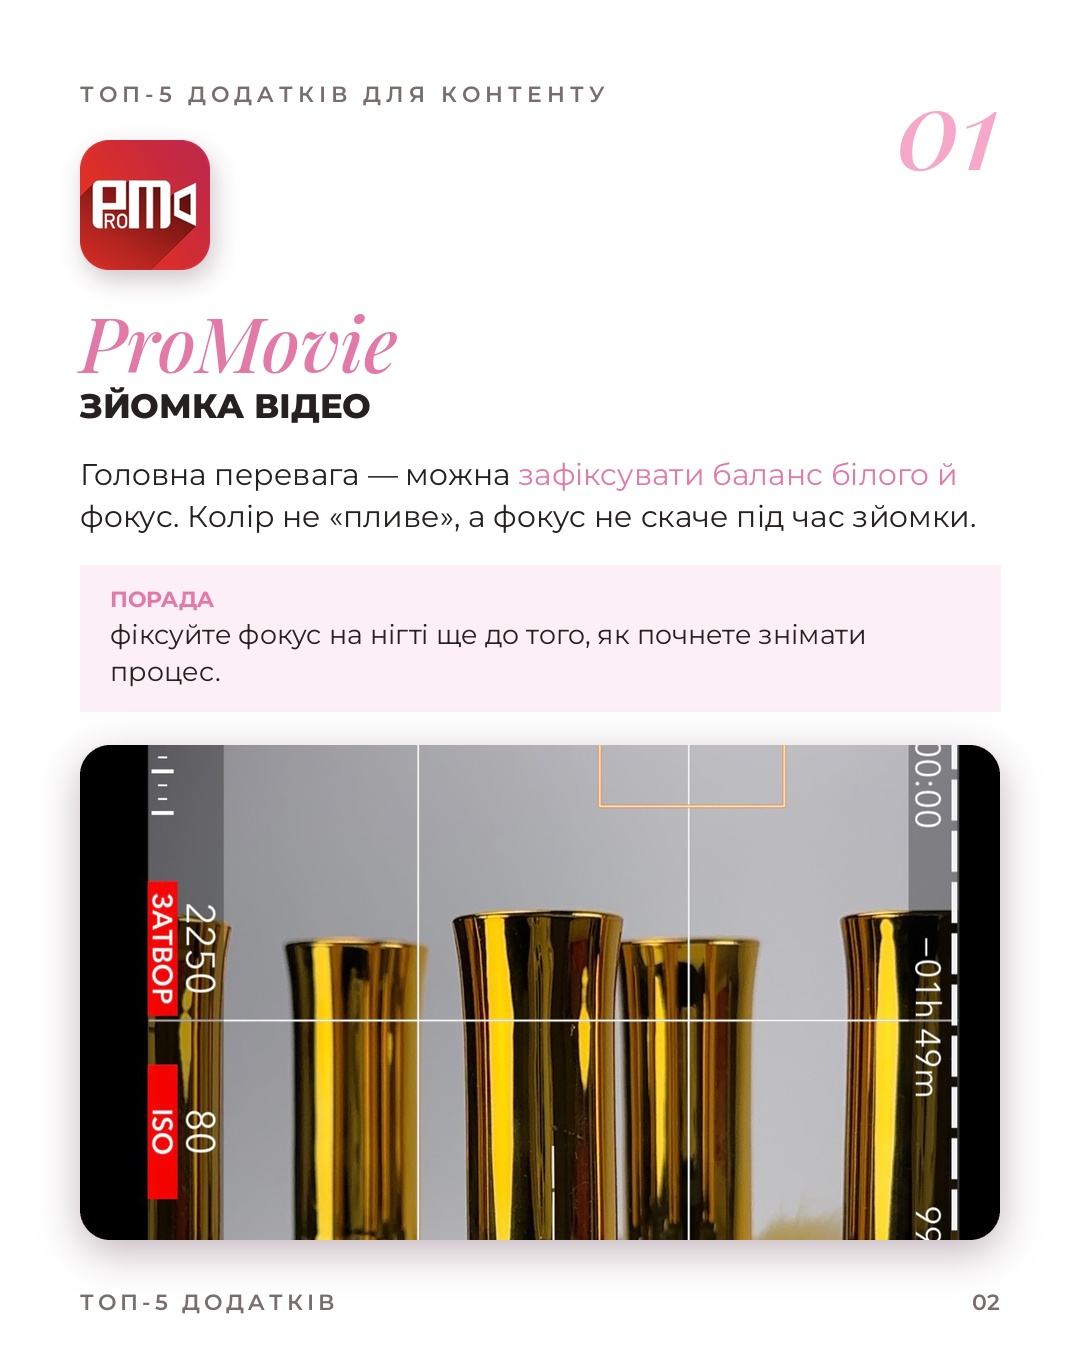 ТОП-5 ДОДАТКІВ ДЛЯ КОНТЕНТУ
01
PM
RO
ProMovie
ЗЙОМКА ВІДЕО
Головна перевага — можна зафіксувати баланс білого й
фокус. Колір не «пливе», а фокус не скаче під час зйомки.
ПОРАДА
фіксуйте фокус на нігті ще до того, як почнете знімати
процес.
00:00
ЗАТВОР 2250
–01h 49m
ISO 80
99
ТОП-5 ДОДАТКІВ
02